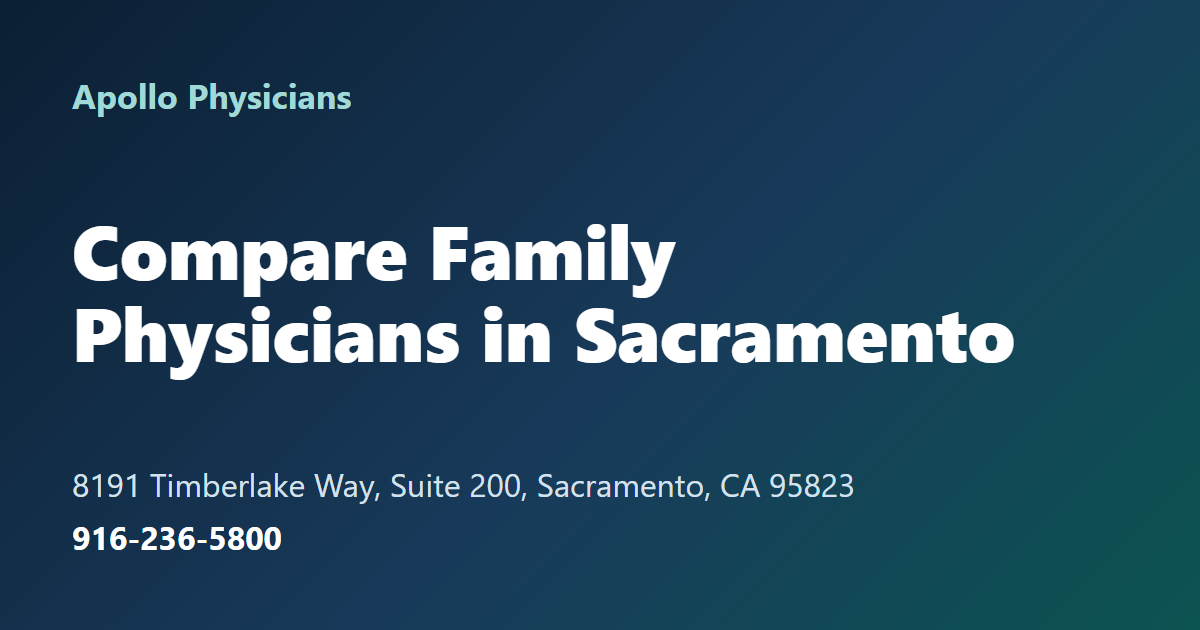 Apollo Physicians
Compare Family
Physicians in Sacramento
8191 Timberlake Way, Suite 200, Sacramento, CA 95823
916-236-5800